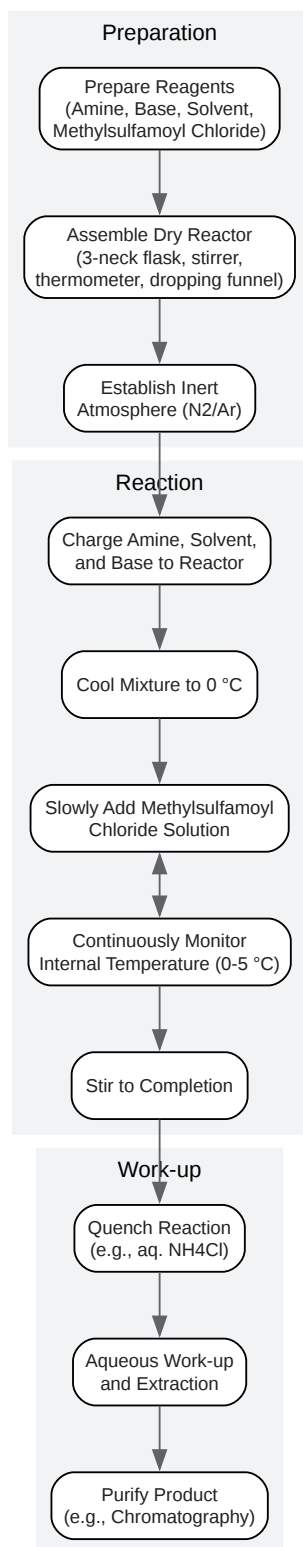 Preparation
Prepare Reagents
(Amine, Base, Solvent,
Methylsulfamoyl Chloride)
Assemble Dry Reactor
(3-neck flask, stirrer,
thermometer, dropping funnel)
Establish Inert
Atmosphere (N2/Ar)
Reaction
Charge Amine, Solvent,
and Base to Reactor
Cool Mixture to 0 °C
Slowly Add Methylsulfamoyl
Chloride Solution
Continuously Monitor
Internal Temperature (0-5 °C)
Stir to Completion
Work-up
Quench Reaction
(e.g., aq. NH4Cl)
Aqueous Work-up
and Extraction
Purify Product
(e.g., Chromatography)